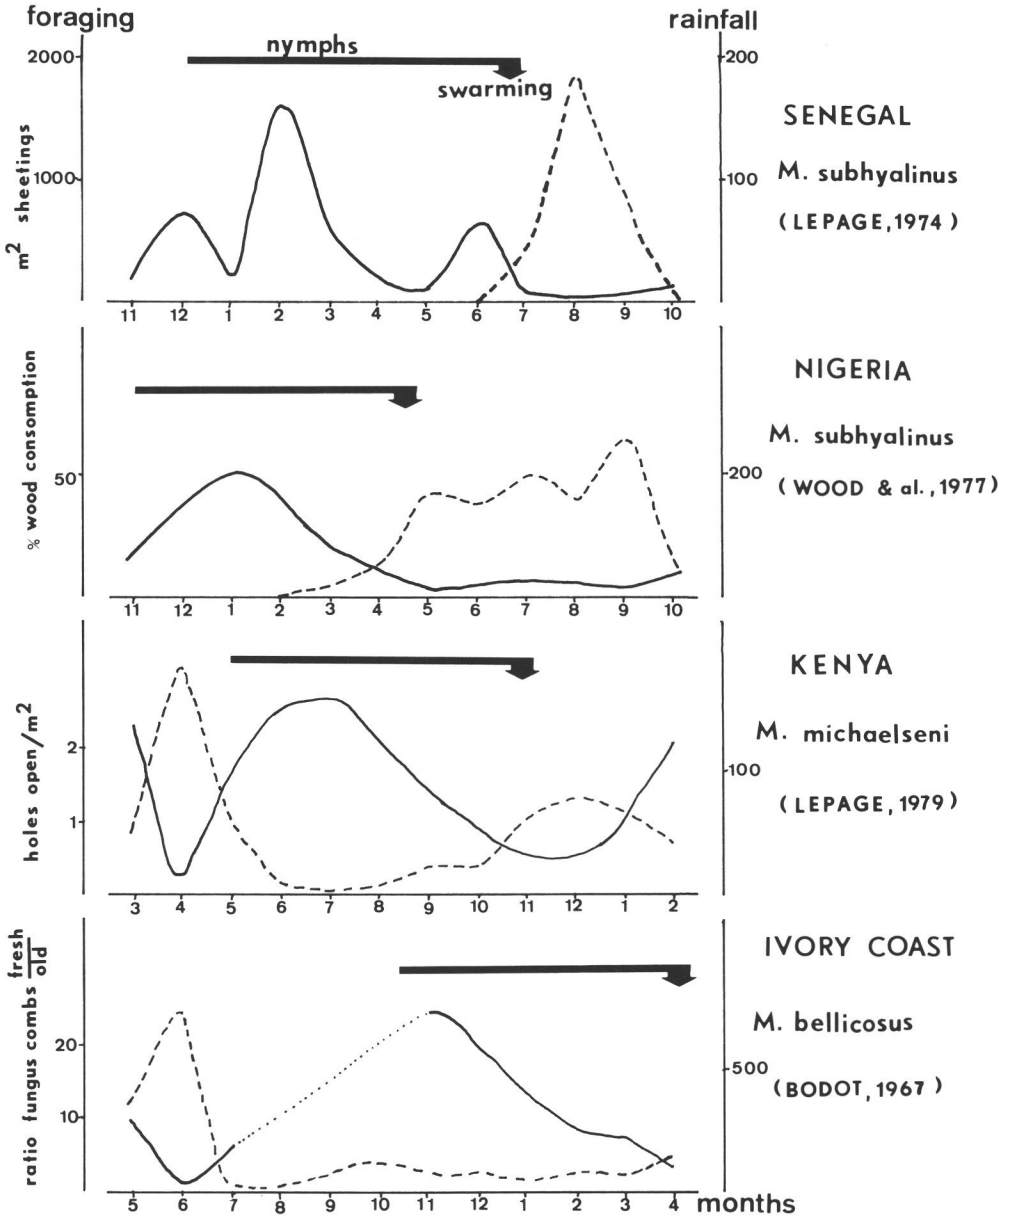 foraging
rainfall
nymphs
swarming
2000
1000
m² sheetings
200
100
11 12 1 2 3 4 5 6 7 8 9 10
SENEGAL
M. subhyalinus
(LEPAGE, 1974)
% wood consumption
50
200
11 12 1 2 3 4 5 6 7 8 9 10
NIGERIA
M. subhyalinus
(WOOD & al., 1977)
holes open/m²
2
1
100
3 4 5 6 7 8 9 10 11 12 1 2
KENYA
M. michaelseni
(LEPAGE, 1979)
ratio fungus combs fresh
old
20
10
500
5 6 7 8 9 10 11 12 1 2 3 4 months
IVORY COAST
M. bellicosus
(BODOT, 1967)